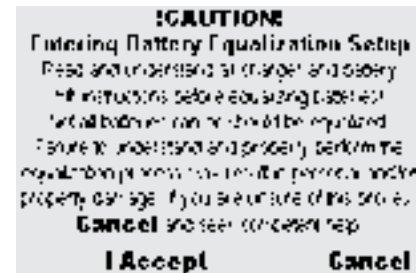 !CAUTION!
Entering Battery Equalization Setup
Read and understand all charger and battery
instructions before equalizing batteries!
Not all batteries can or should be equalized.
Failure to understand and properly perform the
equalization process may result in personal and/or
property damage. If you are unsure of this process
Cancel and seek competent help.
I Accept Cancel